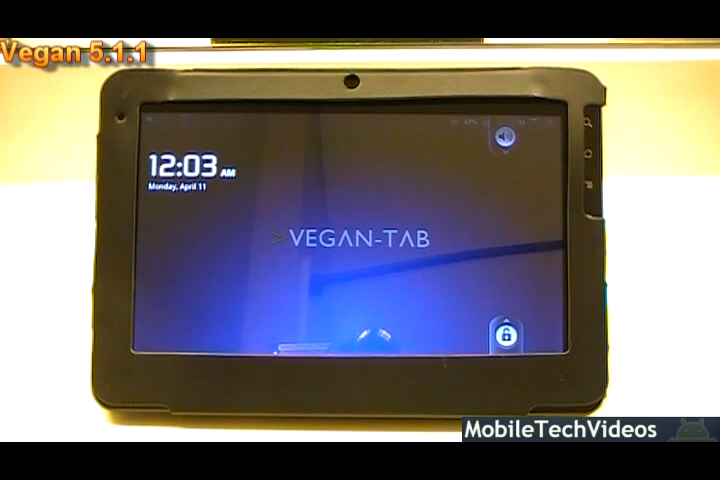 Vegan 5.1.1
12:03 AM
Monday, April 11
>VEGAN-TAB
MobileTechVideos